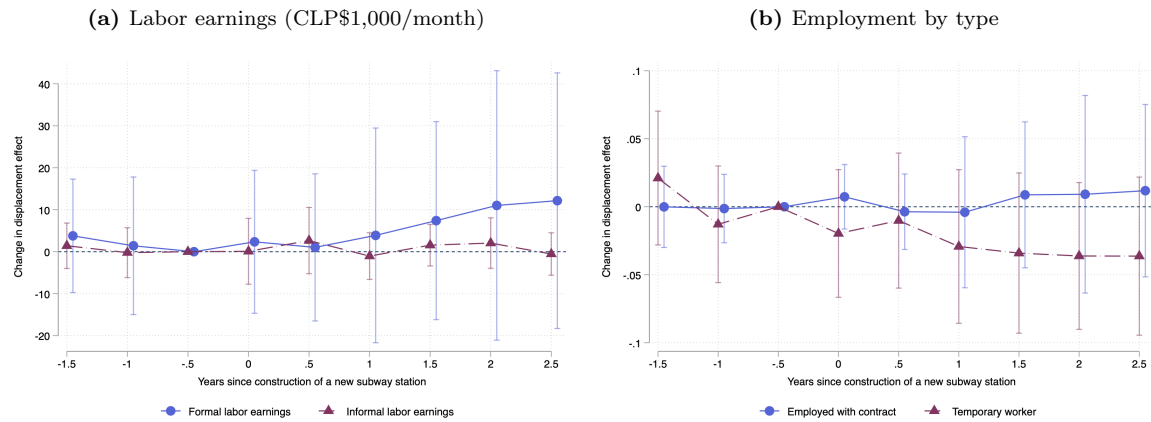 (a) Labor earnings (CLP$1,000/month)
Change in displacement effect
40
30
20
10
0
-10
-20
-1.5 -1 -.5 0 .5 1 1.5 2 2.5
Years since construction of a new subway station
Formal labor earnings Informal labor earnings
(b) Employment by type
Change in displacement effect
.1
.05
0
-.05
-.1
-1.5 -1 -.5 0 .5 1 1.5 2 2.5
Years since construction of a new subway station
Employed with contract Temporary worker